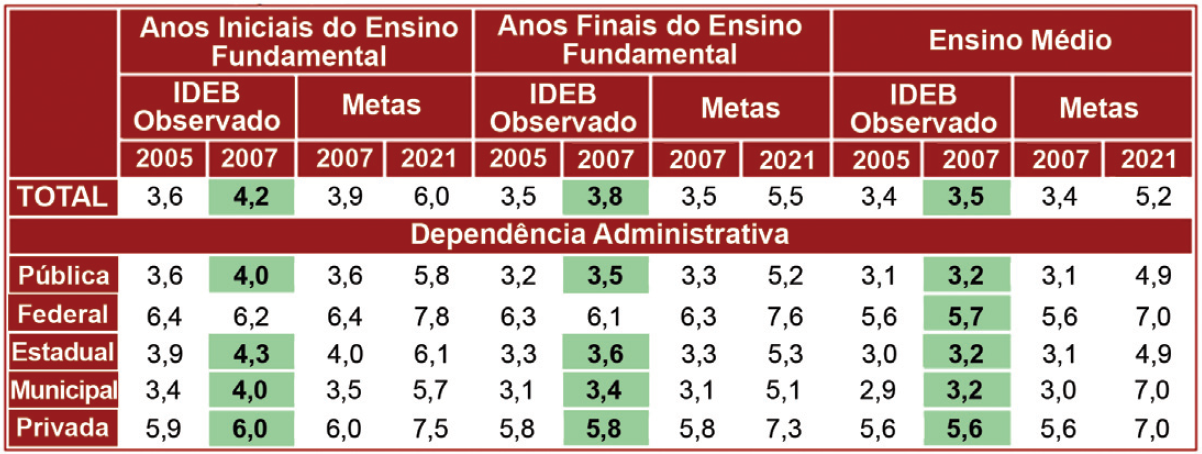 Anos Iniciais do Ensino Fundamental Anos Finais do Ensino Fundamental Ensino Médio
IDEB Observado Metas IDEB Observado Metas IDEB Observado Metas
2005 2007 2007 2021 2005 2007 2007 2021 2005 2007 2007 2021
TOTAL 3,6 4,2 3,9 6,0 3,5 3,8 3,5 5,5 3,4 3,5 3,4 5,2
Dependência Administrativa
Pública 3,6 4,0 3,6 5,8 3,2 3,5 3,3 5,2 3,1 3,2 3,1 4,9
Federal 6,4 6,2 6,4 7,8 6,3 6,1 6,3 7,6 5,6 5,7 5,6 7,0
Estadual 3,9 4,3 4,0 6,1 3,3 3,6 3,3 5,3 3,0 3,2 3,1 4,9
Municipal 3,4 4,0 3,5 5,7 3,1 3,4 3,1 5,1 2,9 3,2 3,0 7,0
Privada 5,9 6,0 6,0 7,5 5,8 5,8 5,8 7,3 5,6 5,6 5,6 7,0